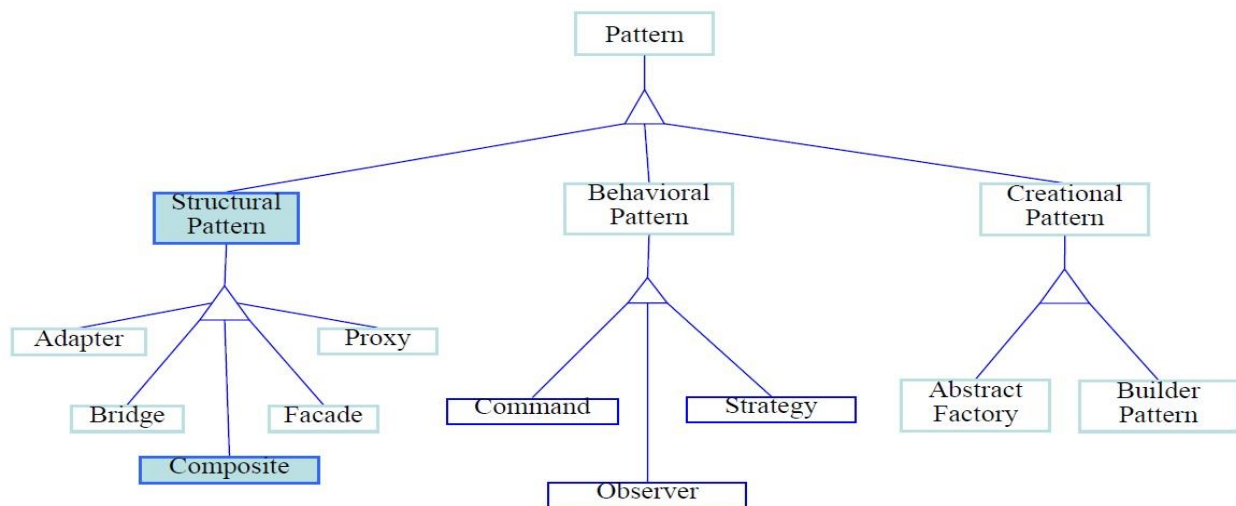 Pattern
Structural
Pattern
Behavioral
Pattern
Creational
Pattern
Adapter
Proxy
Bridge
Facade
Composite
Command
Strategy
Observer
Abstract
Factory
Builder
Pattern